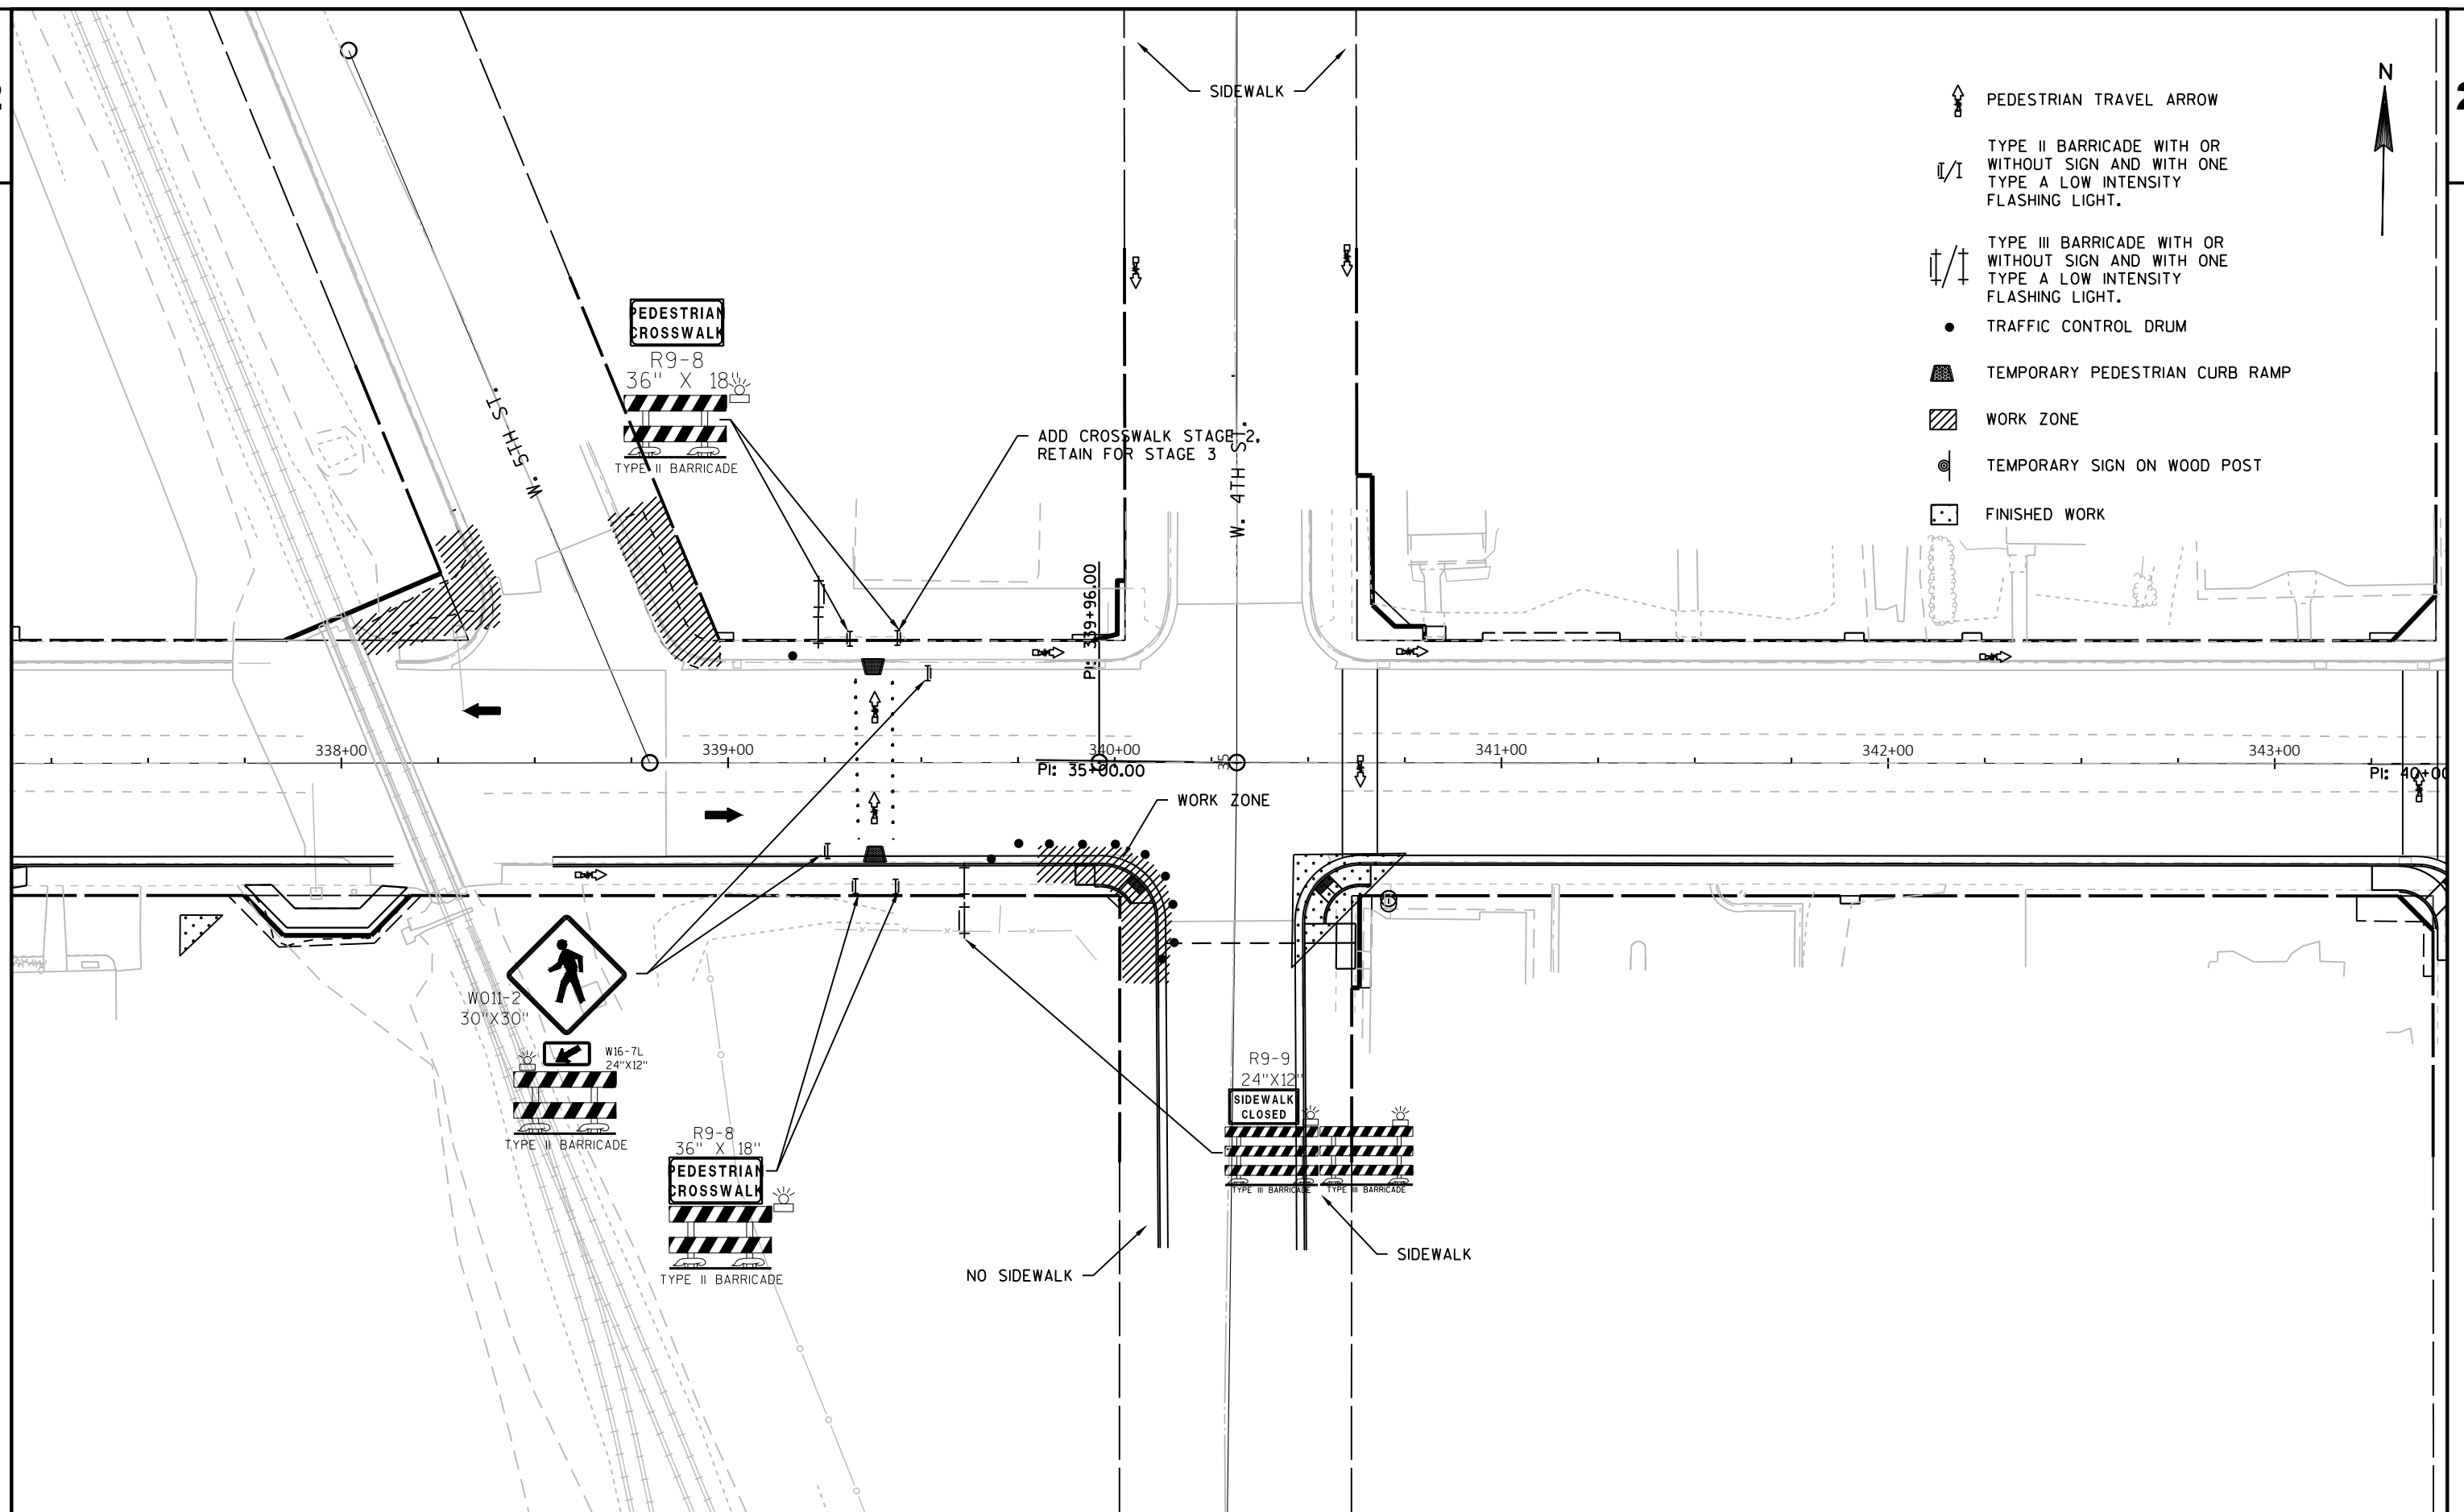 SIDEWALK
N
PEDESTRIAN TRAVEL ARROW
TYPE II BARRICADE WITH OR
WITHOUT SIGN AND WITH ONE
TYPE A LOW INTENSITY
FLASHING LIGHT.
TYPE III BARRICADE WITH OR
WITHOUT SIGN AND WITH ONE
TYPE A LOW INTENSITY
FLASHING LIGHT.
TRAFFIC CONTROL DRUM
TEMPORARY PEDESTRIAN CURB RAMP
WORK ZONE
TEMPORARY SIGN ON WOOD POST
FINISHED WORK
PEDESTRIAN
CROSSWALK
R9-8
36" X 18"
TYPE II BARRICADE
W. 5TH ST.
ADD CROSSWALK STAGE 2,
RETAIN FOR STAGE 3
W. 4TH ST.
PI: 339+96.00
338+00
339+00
340+00
341+00
342+00
343+00
PI: 35+00.00
35
PI: 40+00
WORK ZONE
W011-2
30"X30"
W16-7L
24"X12"
TYPE II BARRICADE
R9-8
36" X 18"
PEDESTRIAN
CROSSWALK
TYPE II BARRICADE
R9-9
24"X12"
SIDEWALK
CLOSED
TYPE III BARRICADE
TYPE III BARRICADE
NO SIDEWALK
SIDEWALK